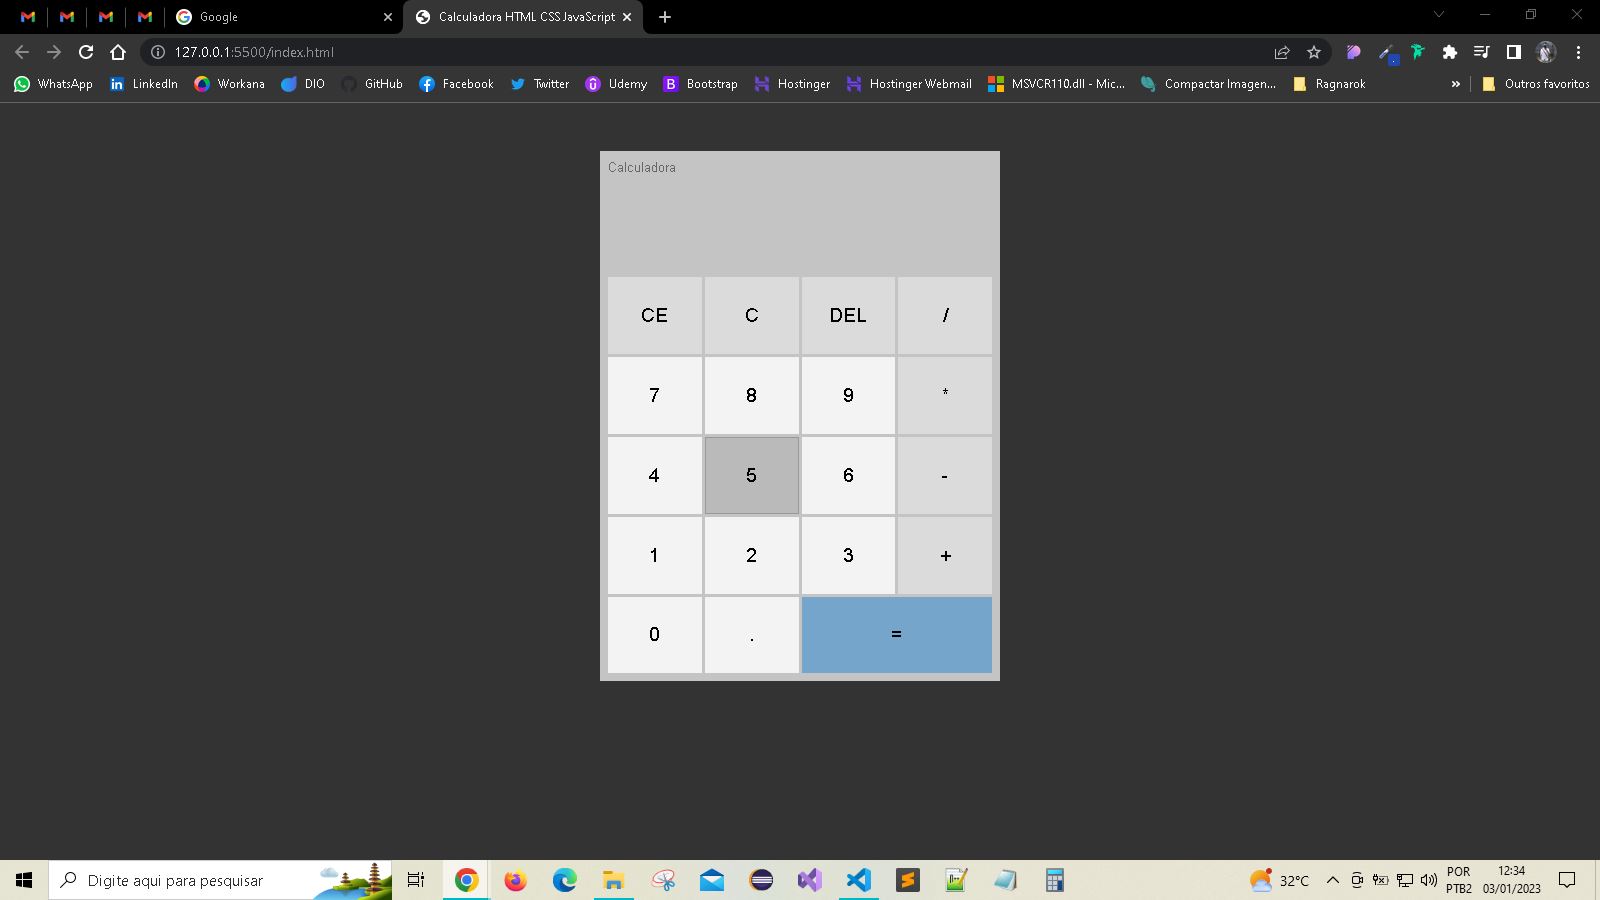 Google
Calculadora HTML CSS JavaScript
127.0.0.1:5500/index.html
WhatsApp LinkedIn Workana DIO GitHub Facebook Twitter Udemy Bootstrap Hostinger Hostinger Webmail MSVCR110.dll - Mic... Compactar Imagen... Ragnarok » Outros favoritos
Calculadora
CE C DEL /
7 8 9 *
4 5 6 -
1 2 3 +
0 . =
Digite aqui para pesquisar
32°C
POR
PTB2
12:34
03/01/2023